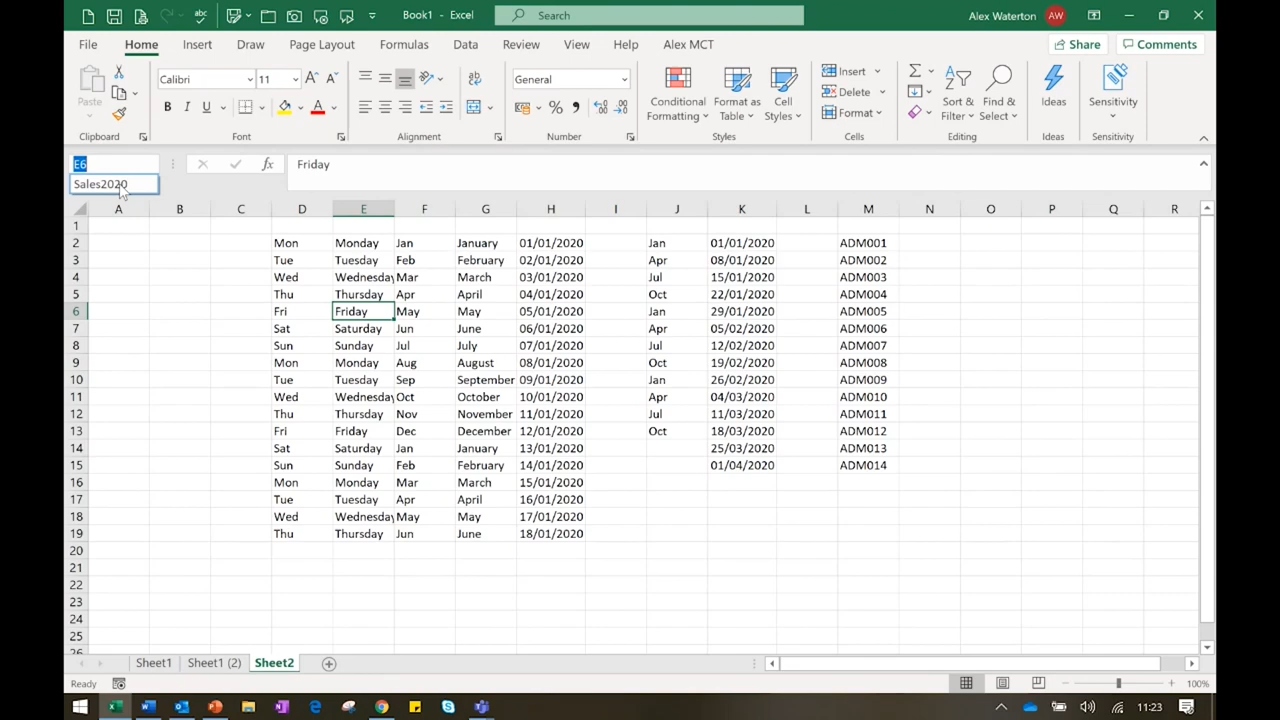 Book1 - Excel
Search
Alex Waterton AW
File Home Insert Draw Page Layout Formulas Data Review View Help Alex MCT Share Comments
Paste
Calibri 11
B I U
General
Conditional Formatting
Format as Table
Cell Styles
Insert
Delete
Format
Sort & Filter
Find & Select
Ideas
Sensitivity
Clipboard Font Alignment Number Styles Cells Editing Ideas Sensitivity
E6 fx Friday
Sales2020
A B C D E F G H I J K L M N O P Q R
1
2 Mon Monday Jan January 01/01/2020 Jan 01/01/2020 ADM001
3 Tue Tuesday Feb February 02/01/2020 Apr 08/01/2020 ADM002
4 Wed Wednesday Mar March 03/01/2020 Jul 15/01/2020 ADM003
5 Thu Thursday Apr April 04/01/2020 Oct 22/01/2020 ADM004
6 Fri Friday May May 05/01/2020 Jan 29/01/2020 ADM005
7 Sat Saturday Jun June 06/01/2020 Apr 05/02/2020 ADM006
8 Sun Sunday Jul July 07/01/2020 Jul 12/02/2020 ADM007
9 Mon Monday Aug August 08/01/2020 Oct 19/02/2020 ADM008
10 Tue Tuesday Sep September 09/01/2020 Jan 26/02/2020 ADM009
11 Wed Wednesday Oct October 10/01/2020 Apr 04/03/2020 ADM010
12 Thu Thursday Nov November 11/01/2020 Jul 11/03/2020 ADM011
13 Fri Friday Dec December 12/01/2020 Oct 18/03/2020 ADM012
14 Sat Saturday Jan January 13/01/2020 25/03/2020 ADM013
15 Sun Sunday Feb February 14/01/2020 01/04/2020 ADM014
16 Mon Monday Mar March 15/01/2020
17 Tue Tuesday Apr April 16/01/2020
18 Wed Wednesday May May 17/01/2020
19 Thu Thursday Jun June 18/01/2020
20
21
22
23
24
25
26
Sheet1 Sheet1 (2) Sheet2
Ready 100%
11:23